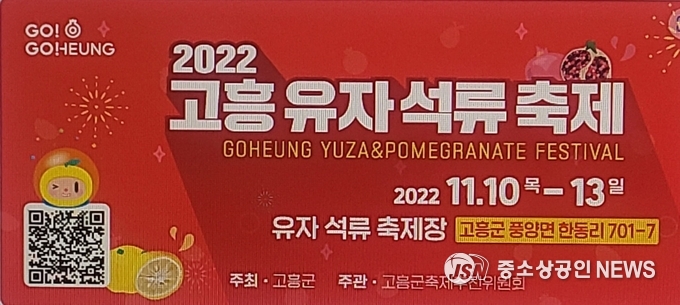 GO!
GO!HEUNG
2022
고흥 유자 석류 축제
GOHEUNG YUZA&POMEGRANATE FESTIVAL
2022 11.10 목 – 13 일
유자 석류 축제장 고흥군 풍양면 한동리 701-7
주최 · 고흥군 주관 · 고흥군축제추진위원회
JSN 중소상공인 NEWS